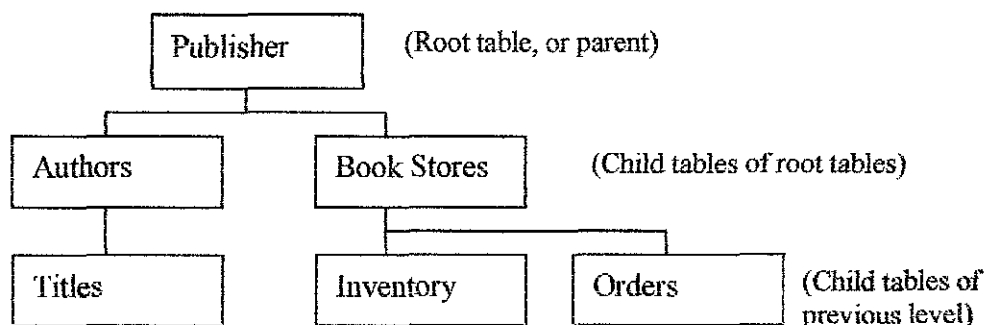 Publisher (Root table, or parent)
Authors Book Stores (Child tables of root tables)
Titles Inventory Orders (Child tables of
previous level)